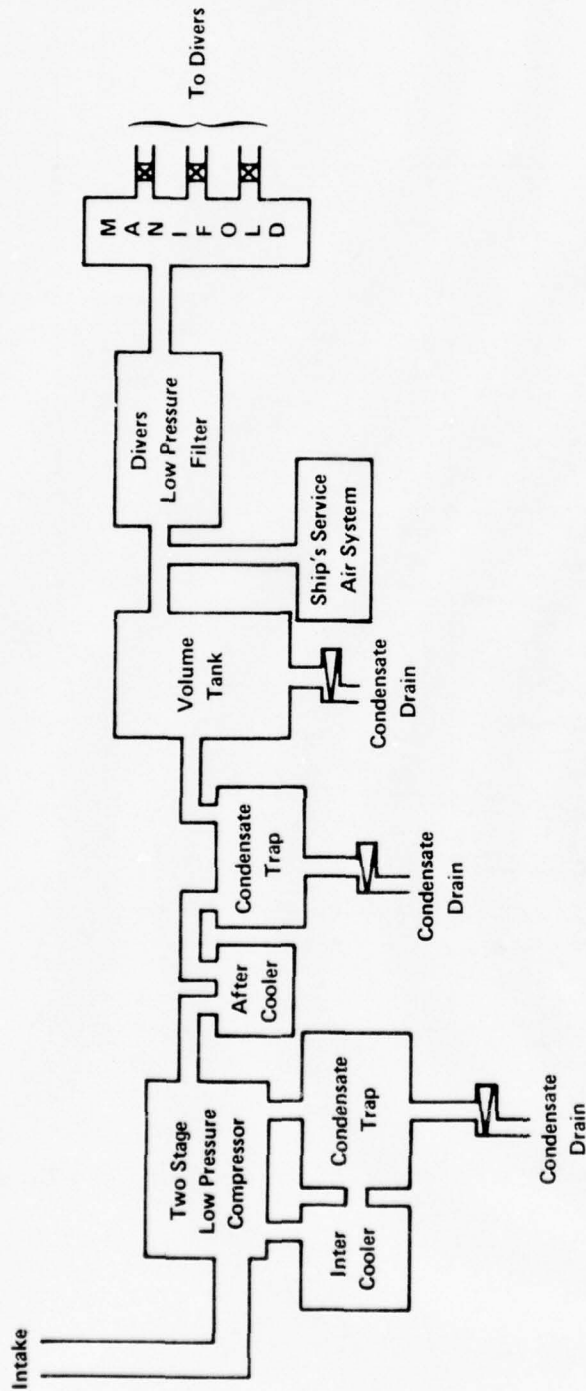 Intake
Two Stage
Low Pressure
Compressor
Inter
Cooler
Condensate
Trap
Condensate
Drain
After
Cooler
Condensate
Trap
Condensate
Drain
Volume
Tank
Condensate
Drain
Ship's Service
Air System
Divers
Low Pressure
Filter
M
A
N
I
F
O
L
D
To Divers